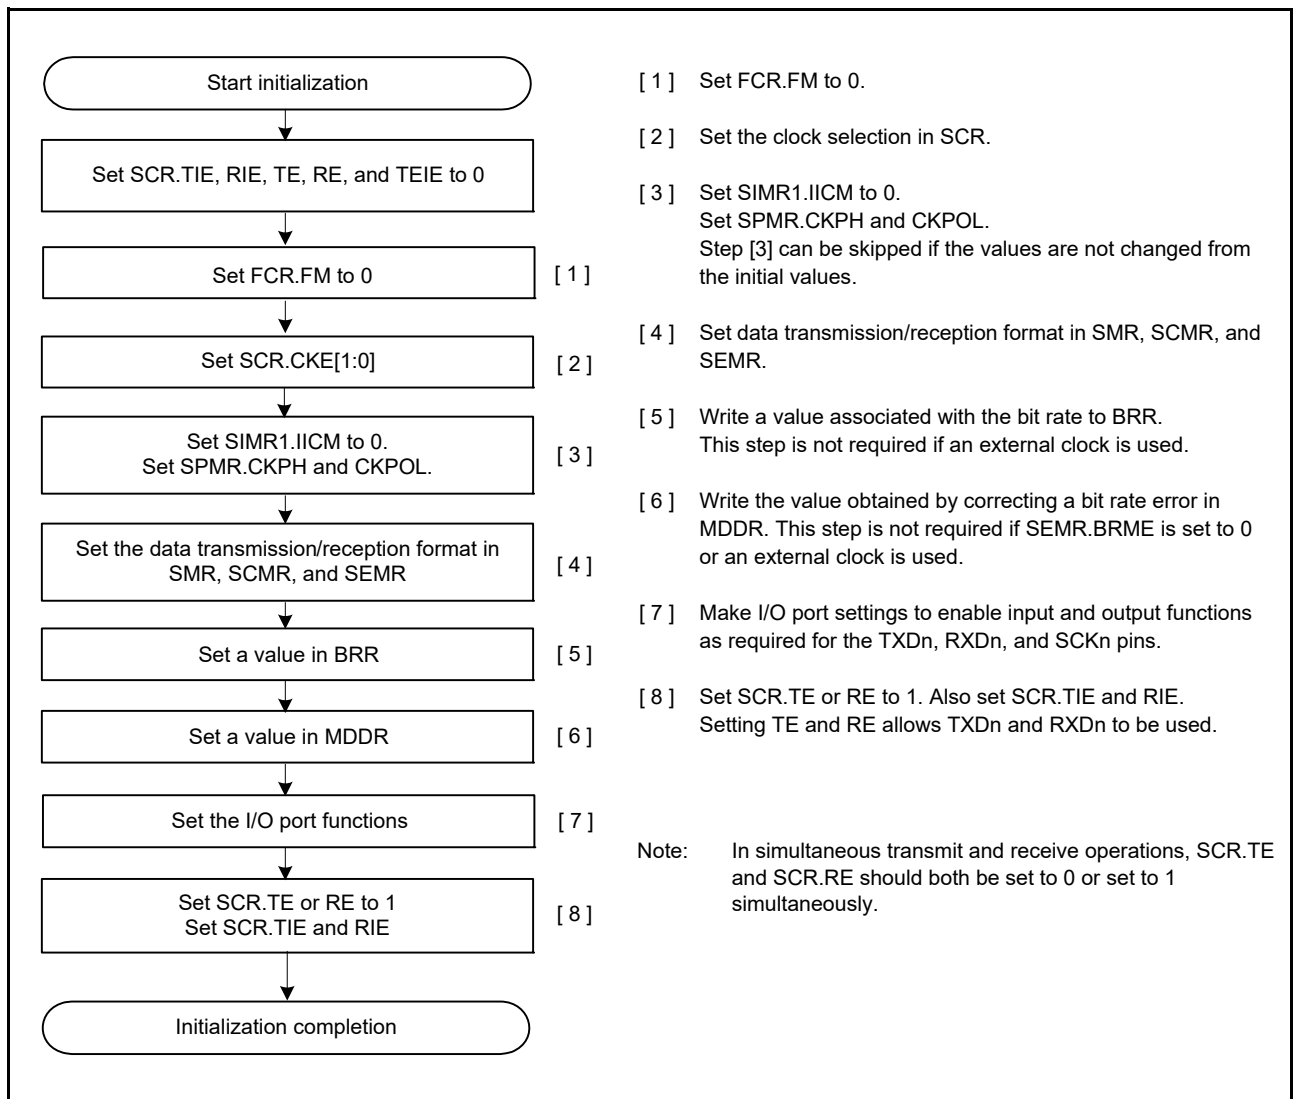 Start initialization
Set SCR.TIE, RIE, TE, RE, and TEIE to 0
Set FCR.FM to 0
[ 1 ]
Set SCR.CKE[1:0]
[ 2 ]
Set SIMR1.IICM to 0.
Set SPMR.CKPH and CKPOL.
[ 3 ]
Set the data transmission/reception format in
SMR, SCMR, and SEMR
[ 4 ]
Set a value in BRR
[ 5 ]
Set a value in MDDR
[ 6 ]
Set the I/O port functions
[ 7 ]
Set SCR.TE or RE to 1
Set SCR.TIE and RIE
[ 8 ]
Initialization completion
[ 1 ] Set FCR.FM to 0.
[ 2 ] Set the clock selection in SCR.
[ 3 ] Set SIMR1.IICM to 0.
Set SPMR.CKPH and CKPOL.
Step [3] can be skipped if the values are not changed from
the initial values.
[ 4 ] Set data transmission/reception format in SMR, SCMR, and
SEMR.
[ 5 ] Write a value associated with the bit rate to BRR.
This step is not required if an external clock is used.
[ 6 ] Write the value obtained by correcting a bit rate error in
MDDR. This step is not required if SEMR.BRME is set to 0
or an external clock is used.
[ 7 ] Make I/O port settings to enable input and output functions
as required for the TXDn, RXDn, and SCKn pins.
[ 8 ] Set SCR.TE or RE to 1. Also set SCR.TIE and RIE.
Setting TE and RE allows TXDn and RXDn to be used.
Note: In simultaneous transmit and receive operations, SCR.TE
and SCR.RE should both be set to 0 or set to 1
simultaneously.